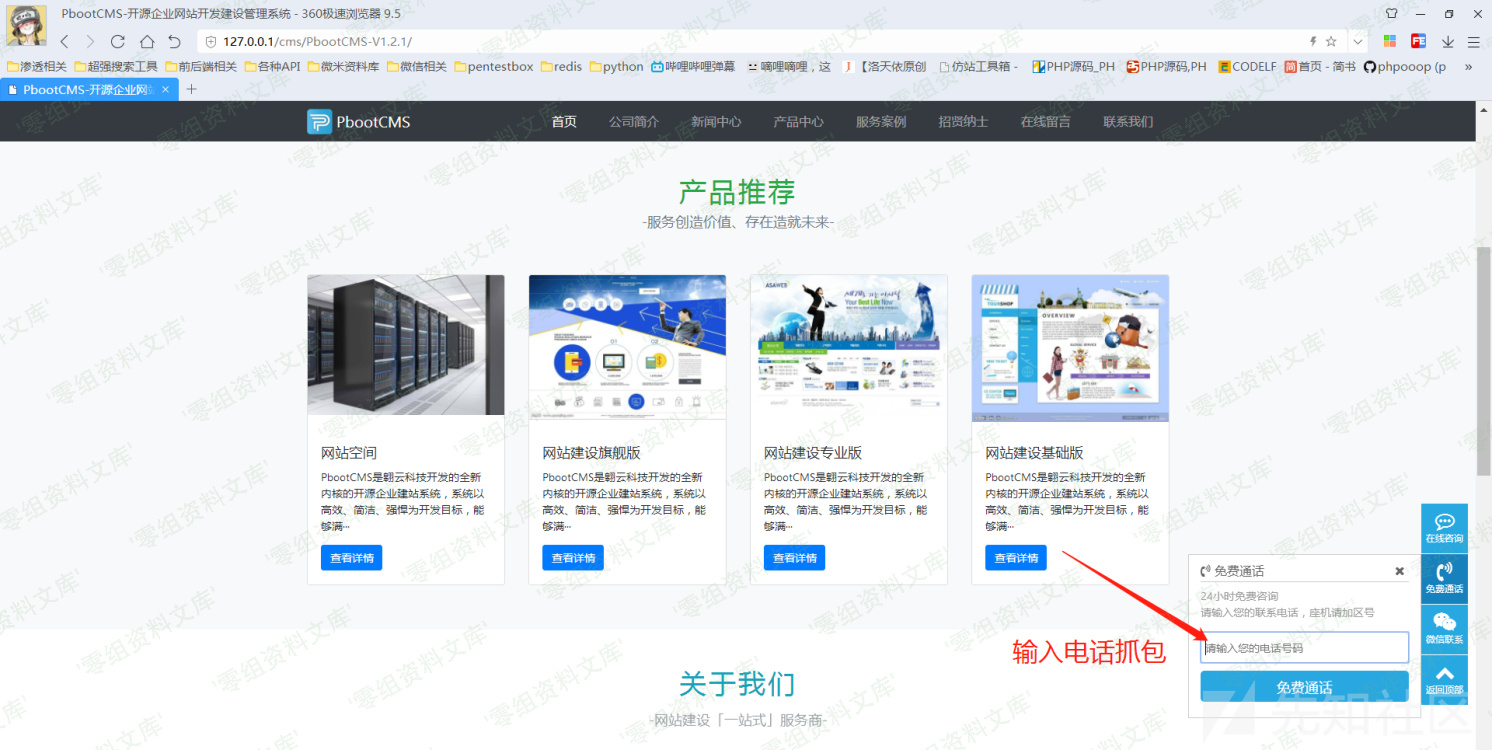 PbootCMS-开源企业网站开发建设管理系统 - 360极速浏览器 9.5
127.0.0.1/cms/PbootCMS-V1.2.1/
渗透相关 超强搜索工具 前后端相关 各种API 微米资料库 微信相关 pentestbox redis python 哔哩哔哩弹幕 嘀哩嘀哩，这 【洛天依原创 仿站工具箱 - PHP源码_PH PHP源码,PH CODELF 首页 - 简书 phpooop (p »
PbootCMS-开源企业网站
PbootCMS 首页 公司简介 新闻中心 产品中心 服务案例 招贤纳士 在线留言 联系我们
产品推荐
-服务创造价值、存在造就未来-
ASAWEB
Your Best Life Now
TOUR SHOP
OVERVIEW
01
02
网站空间
PbootCMS是翱云科技开发的全新
内核的开源企业建站系统，系统以
高效、简洁、强悍为开发目标，能
够满···
查看详情
网站建设旗舰版
PbootCMS是翱云科技开发的全新
内核的开源企业建站系统，系统以
高效、简洁、强悍为开发目标，能
够满···
查看详情
网站建设专业版
PbootCMS是翱云科技开发的全新
内核的开源企业建站系统，系统以
高效、简洁、强悍为开发目标，能
够满···
查看详情
网站建设基础版
PbootCMS是翱云科技开发的全新
内核的开源企业建站系统，系统以
高效、简洁、强悍为开发目标，能
够满···
查看详情
在线咨询
免费通话
微信联系
返回顶部
免费通话
24小时免费咨询
请输入您的联系电话，座机请加区号
请输入您的电话号码
免费通话
输入电话抓包
关于我们
-网站建设「一站式」服务商-
零组资料文库
先知社区